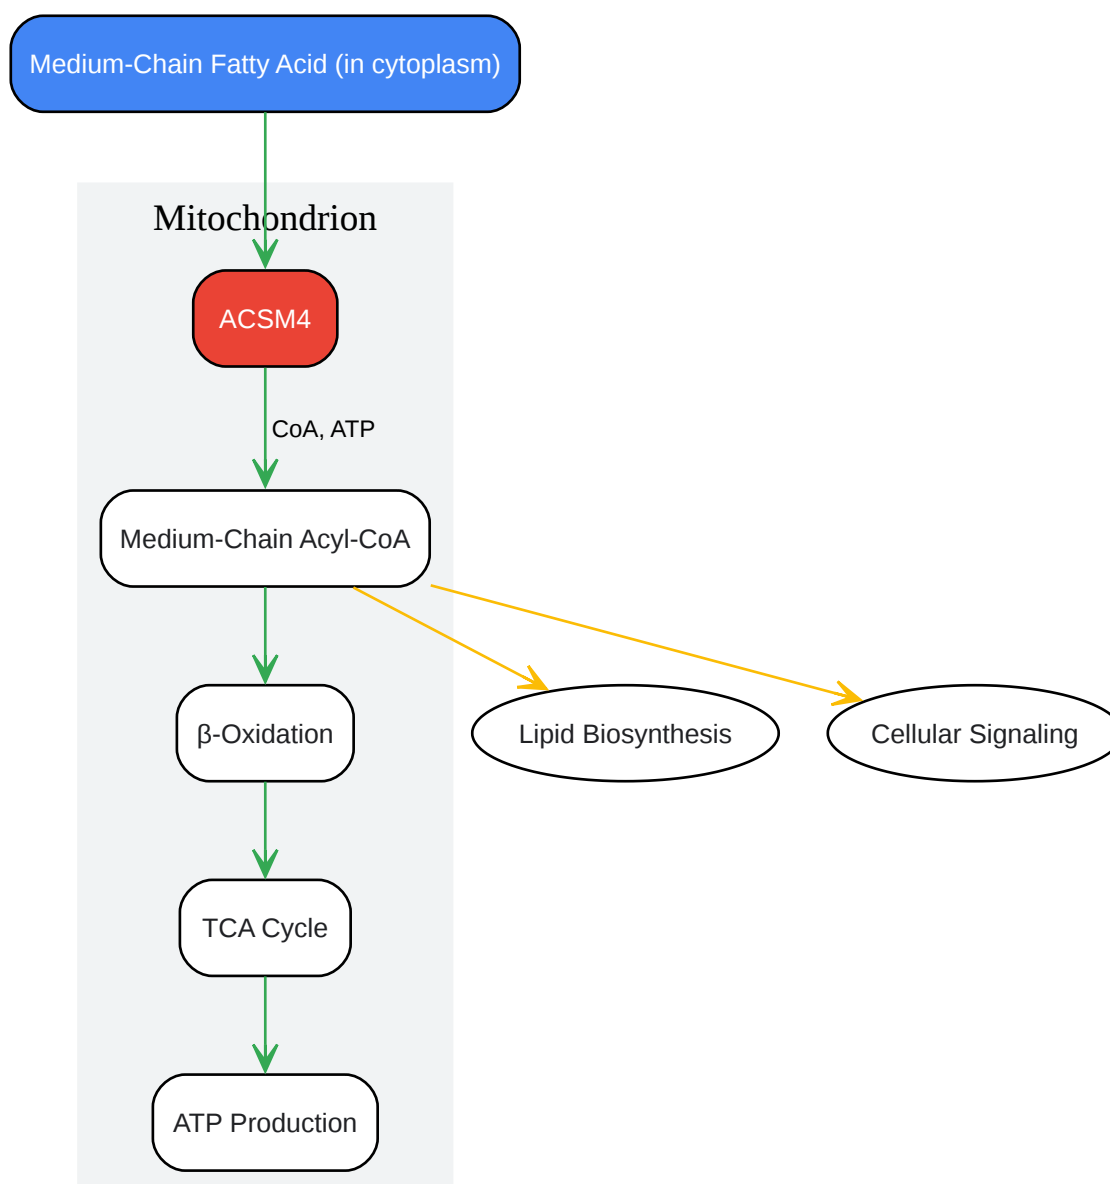 Medium-Chain Fatty Acid (in cytoplasm)
Mitochondrion
ACSM4
CoA, ATP
Medium-Chain Acyl-CoA
β-Oxidation
Lipid Biosynthesis
Cellular Signaling
TCA Cycle
ATP Production